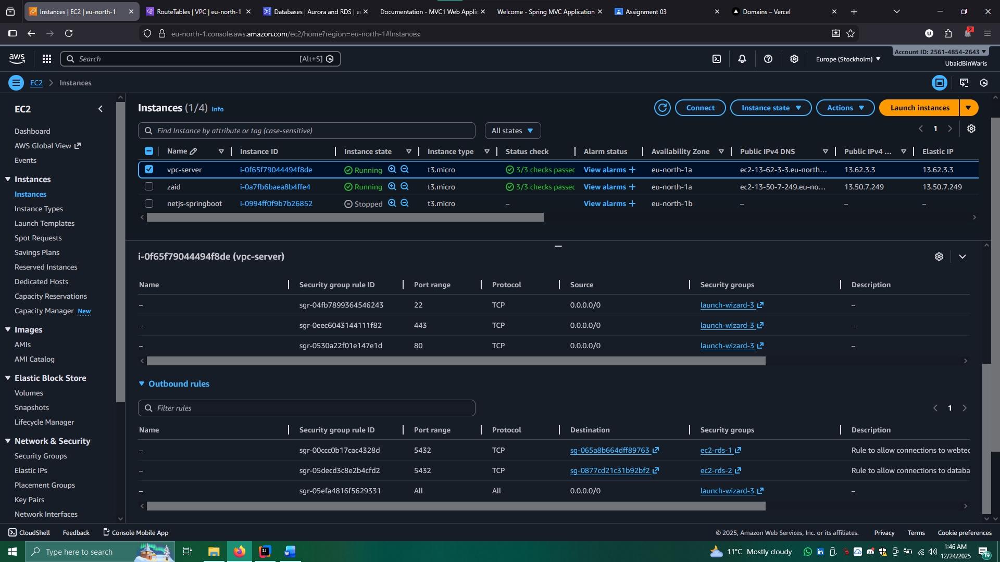 Instances | EC2 | eu-north-1
RouteTables | VPC | eu-north-1
Databases | Aurora and RDS | eu
Documentation - MVC1 Web Applic
Welcome - Spring MVC Application
Assignment 03
Domains – Vercel
eu-north-1.console.aws.amazon.com/ec2/home?region=eu-north-1#Instances:
U
2
aws
Search
[Alt+S]
Europe (Stockholm)
Account ID: 2561-4854-2643
UbaidBinWaris
EC2
Instances
EC2
Dashboard
AWS Global View
Events
Instances
Instances
Instance Types
Launch Templates
Spot Requests
Savings Plans
Reserved Instances
Dedicated Hosts
Capacity Reservations
Capacity Manager New
Images
AMIs
AMI Catalog
Elastic Block Store
Volumes
Snapshots
Lifecycle Manager
Network & Security
Security Groups
Elastic IPs
Placement Groups
Key Pairs
Network Interfaces
Instances (1/4) Info
Connect
Instance state
Actions
Launch instances
Find Instance by attribute or tag (case-sensitive)
All states
1
Name Instance ID Instance state Instance type Status check Alarm status Availability Zone Public IPv4 DNS Public IPv4 ... Elastic IP
vpc-server i-0f65f79044494f8de Running t3.micro 3/3 checks passec View alarms + eu-north-1a ec2-13-62-3-3.eu-north... 13.62.3.3 13.62.3.3
zaid i-0a7fb6baea8b4ffe4 Running t3.micro 3/3 checks passec View alarms + eu-north-1a ec2-13-50-7-249.eu-no... 13.50.7.249 13.50.7.249
netjs-springboot i-0994ff0f9b7b26852 Stopped t3.micro – View alarms + eu-north-1b – – –
i-0f65f79044494f8de (vpc-server)
Name Security group rule ID Port range Protocol Source Security groups Description
– sgr-04fb7899364546243 22 TCP 0.0.0.0/0 launch-wizard-3 –
– sgr-0eec6043144111f82 443 TCP 0.0.0.0/0 launch-wizard-3 –
– sgr-0530a22f01e147e1d 80 TCP 0.0.0.0/0 launch-wizard-3 –
Outbound rules
Filter rules
1
Name Security group rule ID Port range Protocol Destination Security groups Description
– sgr-00ccc0b17cac4328d 5432 TCP sg-065a8b664dff89763 ec2-rds-1 Rule to allow connections to webtec
– sgr-05decd3c8e2b4cfd2 5432 TCP sg-0877cd21c31b92bf2 ec2-rds-2 Rule to allow connections to databa
– sgr-05efa4816f5629331 All All 0.0.0.0/0 launch-wizard-3 –
CloudShell
Feedback
Console Mobile App
© 2025, Amazon Web Services, Inc. or its affiliates.
Privacy
Terms
Cookie preferences
Type here to search
11°C Mostly cloudy
1:46 AM
12/24/2025
19